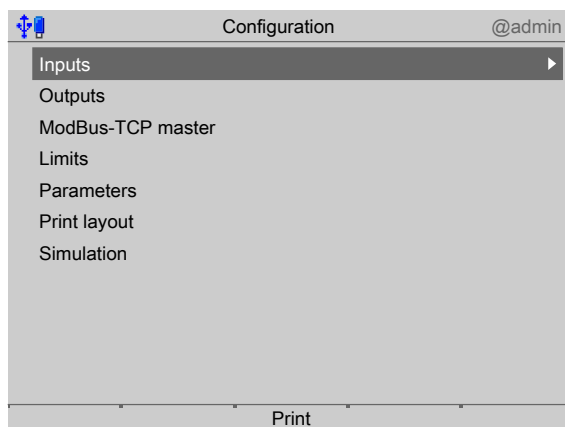 Configuration @admin
Inputs
Outputs
ModBus-TCP master
Limits
Parameters
Print layout
Simulation
Print